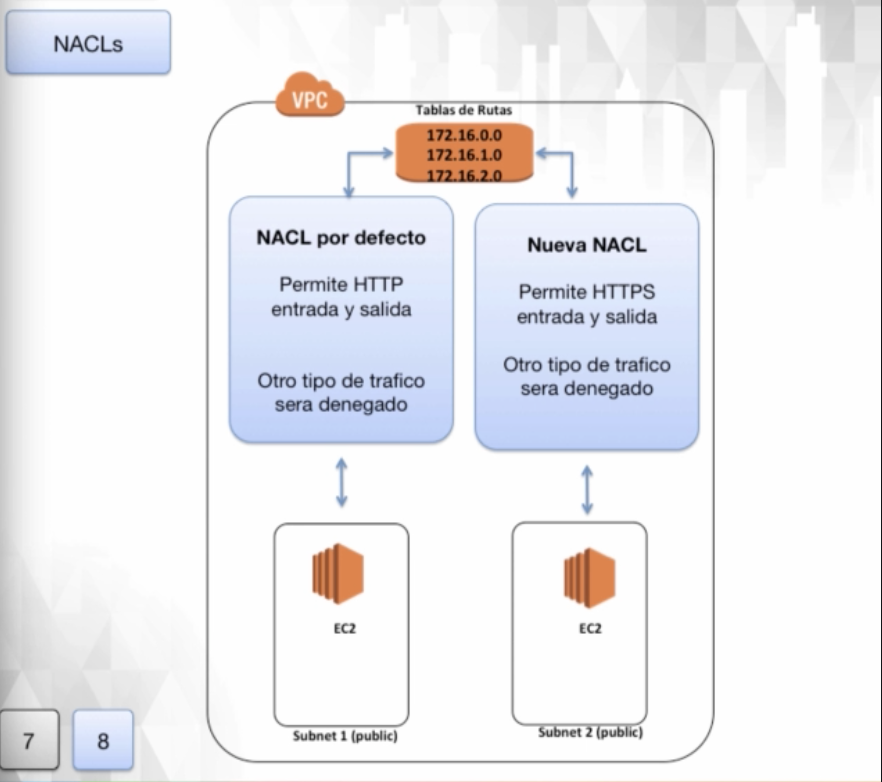 NACLs
VPC
Tablas de Rutas
172.16.0.0
172.16.1.0
172.16.2.0
NACL por defecto
Permite HTTP
entrada y salida
Otro tipo de trafico
sera denegado
Nueva NACL
Permite HTTPS
entrada y salida
Otro tipo de trafico
sera denegado
EC2
Subnet 1 (public)
EC2
Subnet 2 (public)
7
8